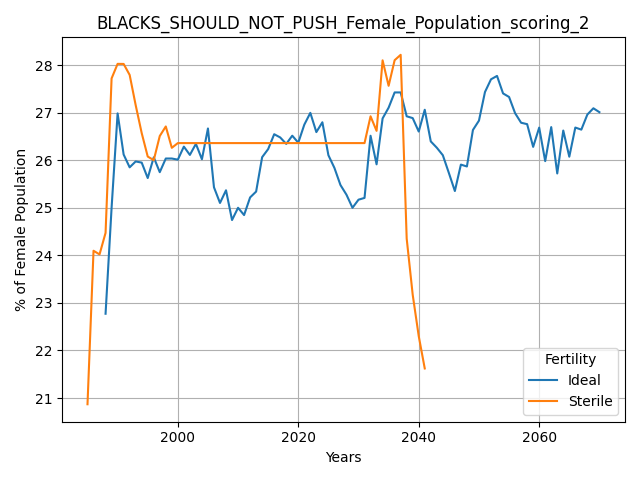 BLACKS_SHOULD_NOT_PUSH_Female_Population_scoring_2
% of Female Population
28
27
26
25
24
23
22
21
2000
2020
2040
2060
Years
Fertility
Ideal
Sterile